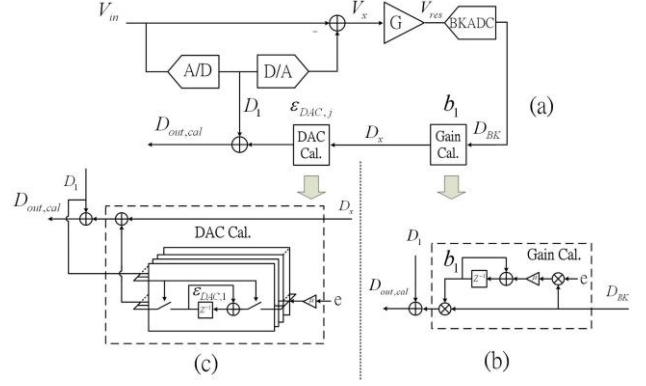 V_in
-
V_x
G
V_res
BKADC
A/D
D/A
D_1
ε_DAC,j
b_1
(a)
D_out,cal
DAC Cal.
D_x
Gain Cal.
D_BK
D_1
D_out,cal
DAC Cal.
D_x
ε_DAC,1
Z^-1
e
(c)
D_1
b_1
Gain Cal.
Z^-1
e
D_out,cal
D_BK
(b)